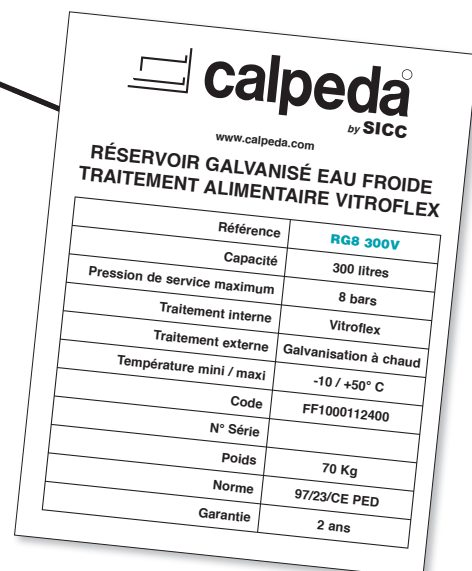 calpeda
by SICC
www.calpeda.com
RÉSERVOIR GALVANISÉ EAU FROIDE
TRAITEMENT ALIMENTAIRE VITROFLEX
Référence RG8 300V
Capacité 300 litres
Pression de service maximum 8 bars
Traitement interne Vitroflex
Traitement externe Galvanisation à chaud
Température mini / maxi -10 / +50° C
Code FF1000112400
N° Série
Poids 70 Kg
Norme 97/23/CE PED
Garantie 2 ans